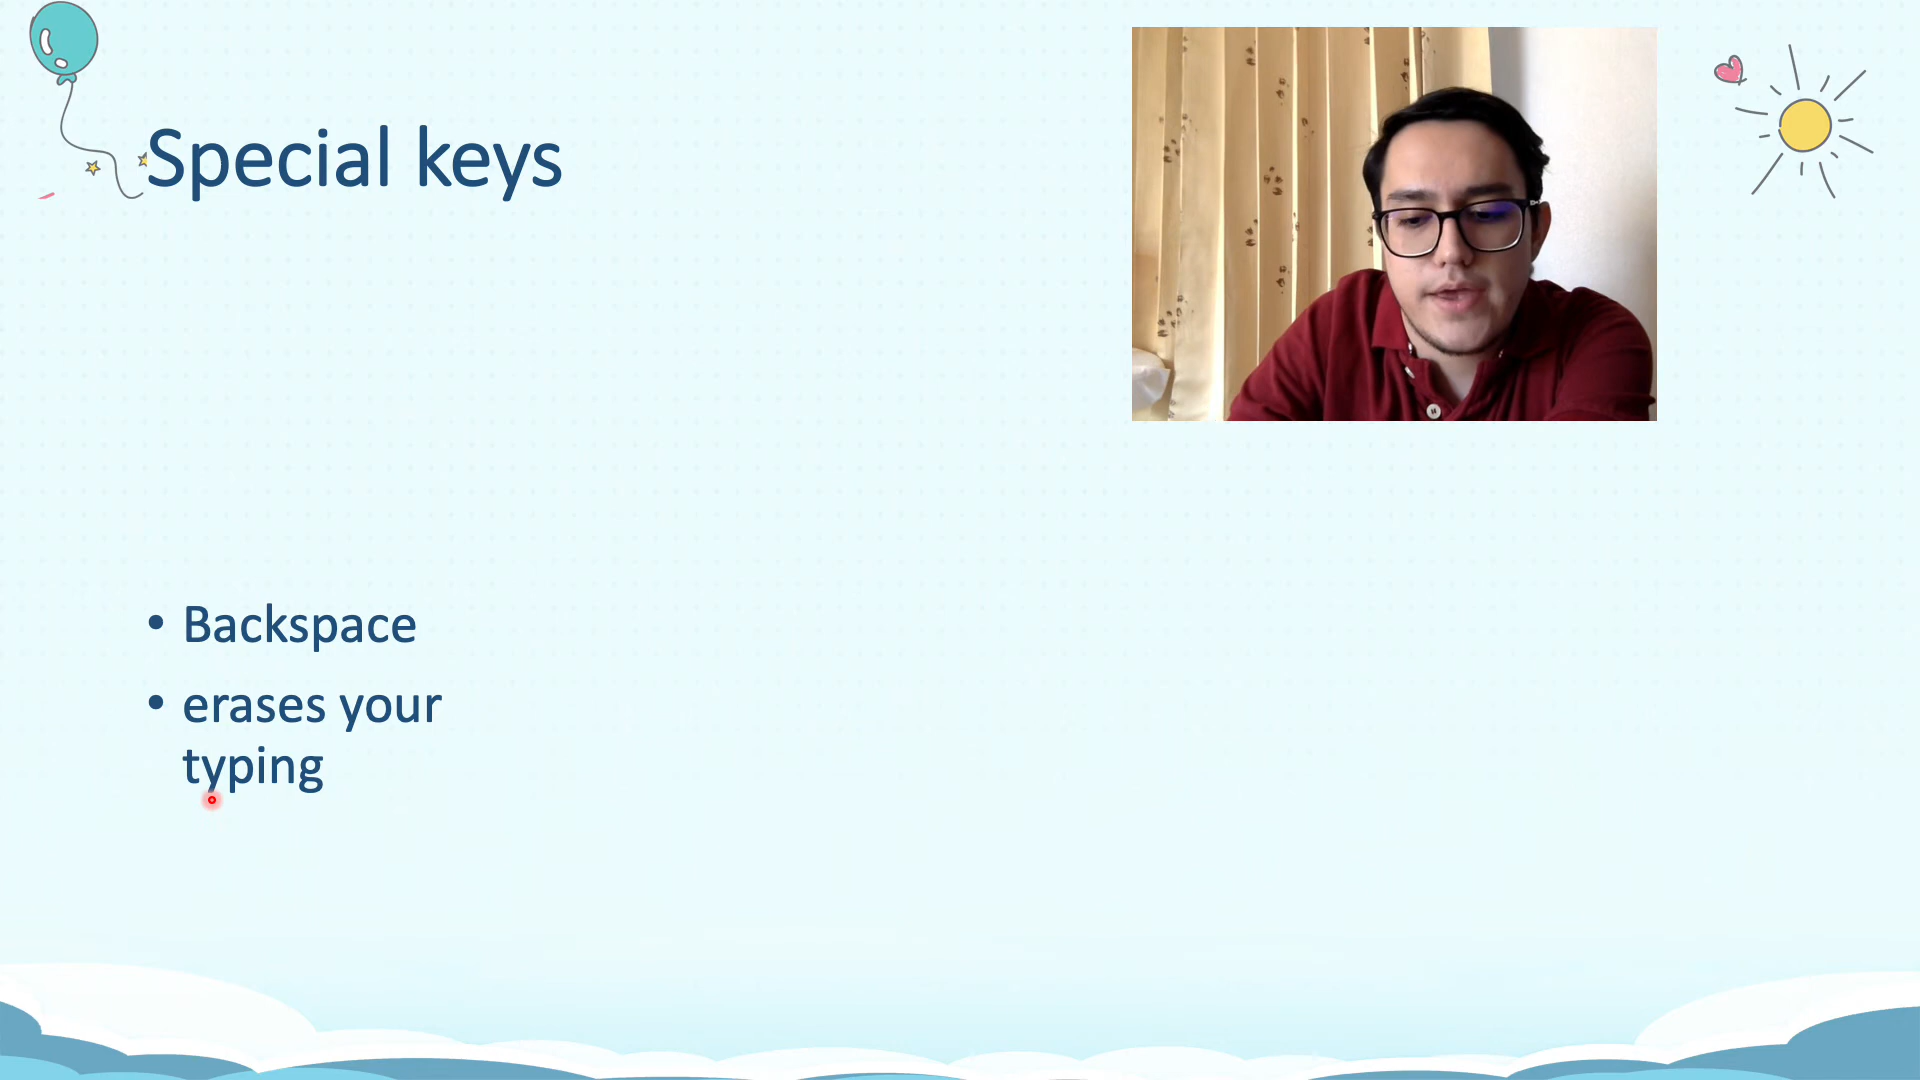 Special keys
• Backspace
• erases your
typing